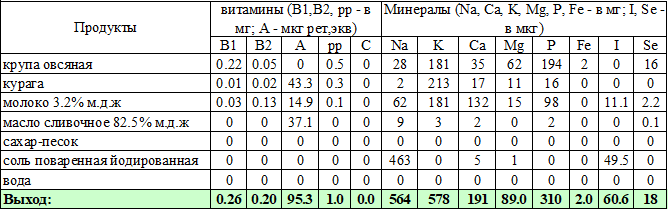 Продукты витамины (B1,B2, pp - в мг; A - мкг рет,экв) Минералы (Na, Ca, K, Mg, P, Fe - в мг; I, Se - в мкг)
B1 B2 A pp C Na K Ca Mg P Fe I Se
крупа овсяная 0.22 0.05 0 0.5 0 28 181 35 62 194 2 0 16
курага 0.01 0.02 43.3 0.3 0 2 213 17 11 16 0 0 0
молоко 3.2% м.д.ж 0.03 0.13 14.9 0.1 0 62 181 132 15 98 0 11.1 2.2
масло сливочное 82.5% м.д.ж 0 0 37.1 0 0 9 3 2 0 2 0 0 0.1
сахар-песок 0 0 0 0 0 0 0 0 0 0 0 0 0
соль поваренная йодированная 0 0 0 0 0 463 0 5 1 0 0 49.5 0
вода 0 0 0 0 0 0 0 0 0 0 0 0 0
Выход: 0.26 0.20 95.3 1.0 0.0 564 578 191 89.0 310 2.0 60.6 18